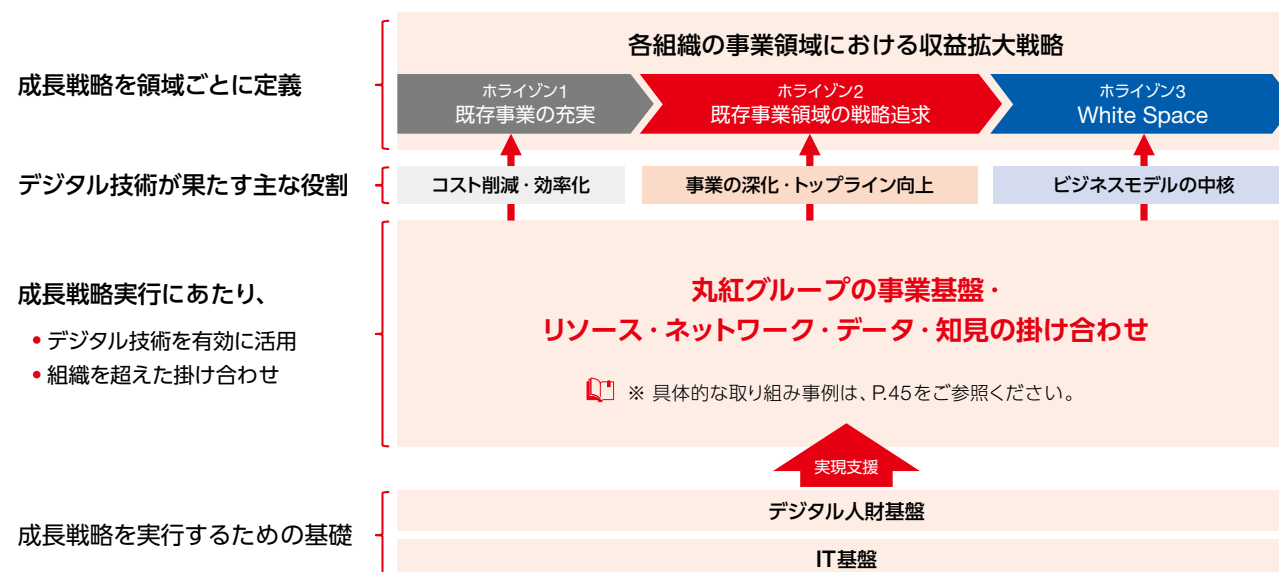 各組織の事業領域における収益拡大戦略
成長戦略を領域ごとに定義
ホライゾン1
既存事業の充実
ホライゾン2
既存事業領域の戦略追求
ホライゾン3
White Space
デジタル技術が果たす主な役割
コスト削減・効率化
事業の深化・トップライン向上
ビジネスモデルの中核
成長戦略実行にあたり、
• デジタル技術を有効に活用
• 組織を超えた掛け合わせ
丸紅グループの事業基盤・
リソース・ネットワーク・データ・知見の掛け合わせ
※ 具体的な取り組み事例は、P.45をご参照ください。
実現支援
成長戦略を実行するための基礎
デジタル人財基盤
IT基盤